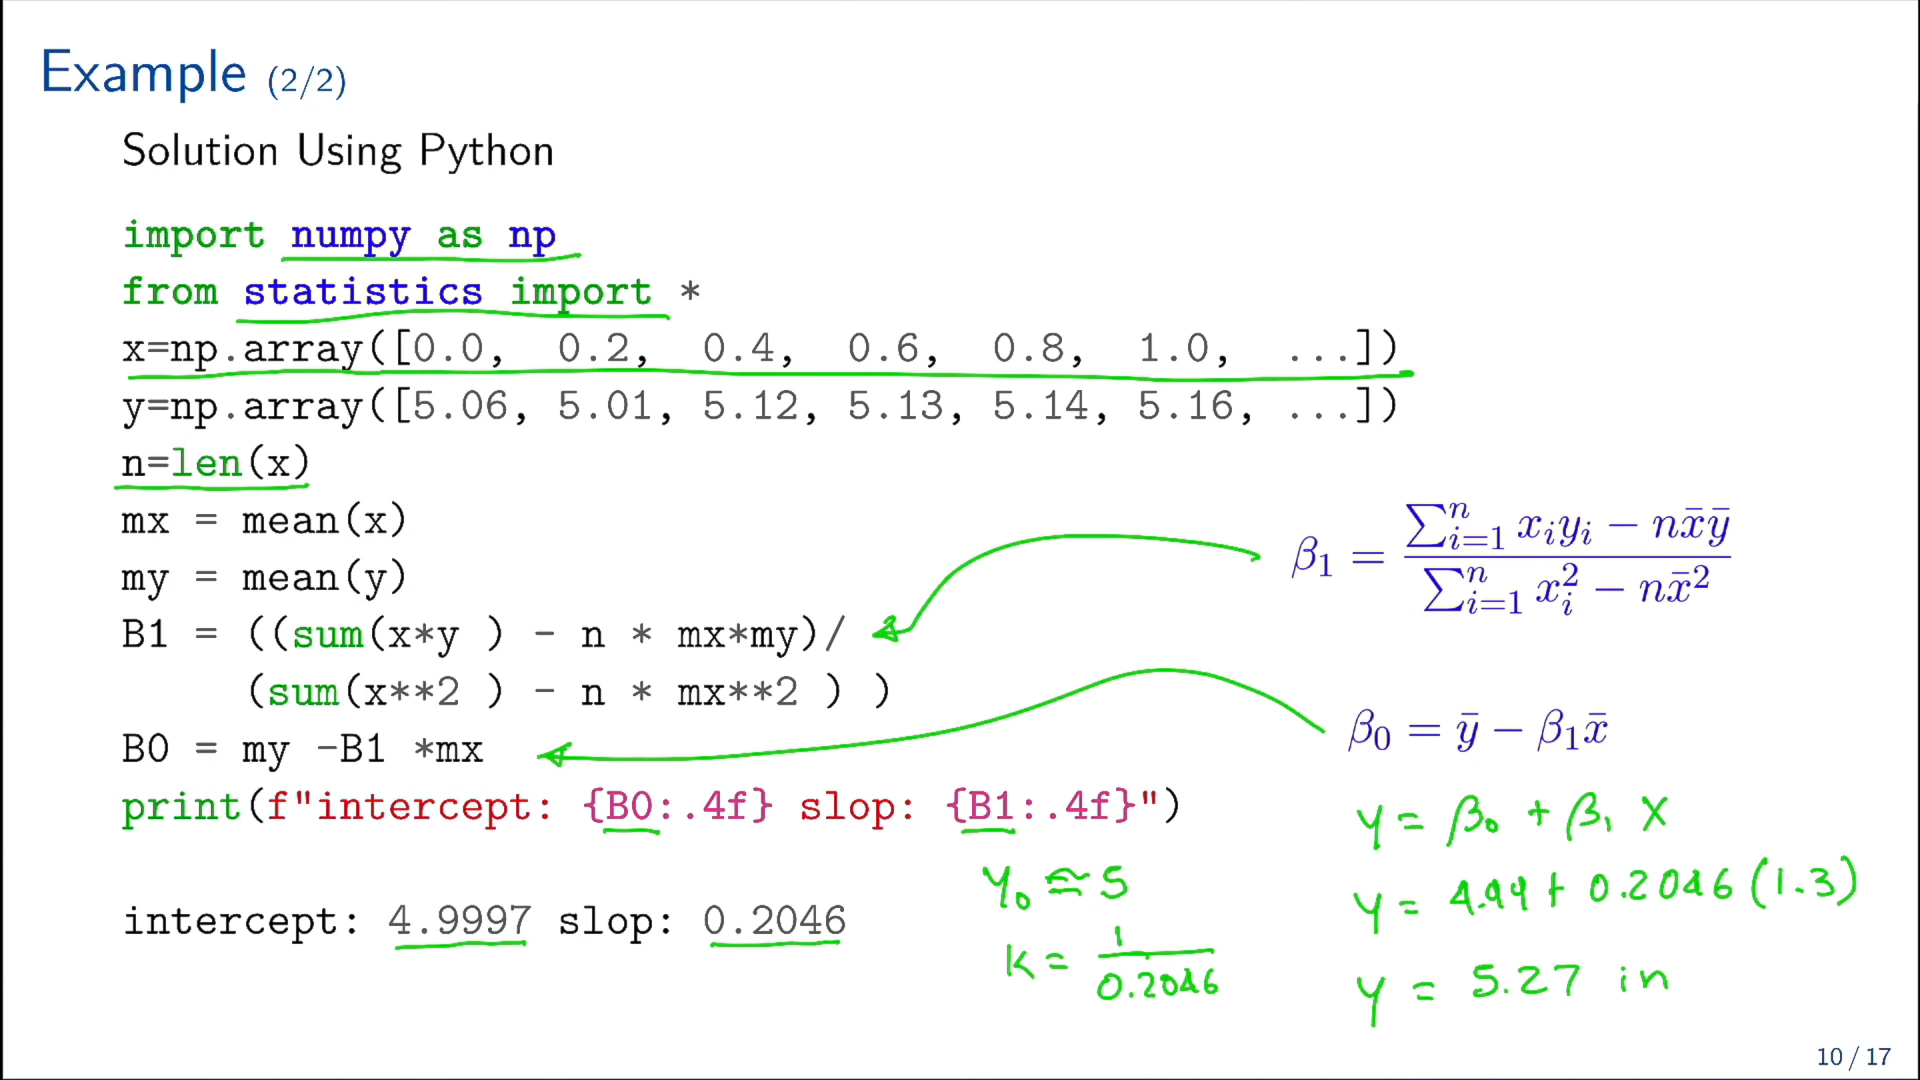 Example (2/2)
Solution Using Python
import numpy as np
from statistics import *
x=np.array([0.0, 0.2, 0.4, 0.6, 0.8, 1.0, ...])
y=np.array([5.06, 5.01, 5.12, 5.13, 5.14, 5.16, ...])
n=len(x)
mx = mean(x)
my = mean(y)
B1 = ((sum(x*y ) - n * mx*my)/
(sum(x**2 ) - n * mx**2 ) )
β₁ = (∑ⁿᵢ₌₁ xᵢyᵢ − nx̄ȳ) / (∑ⁿᵢ₌₁ xᵢ² − nx̄²)
B0 = my -B1 *mx
β₀ = ȳ − β₁x̄
print(f"intercept: {B0:.4f} slop: {B1:.4f}")
intercept: 4.9997 slop: 0.2046
y₀ ≅ 5
k = 1/0.2046
y = β₀ + β₁ x
y = 4.99 + 0.2046 (1.3)
y = 5.27 in
10 / 17